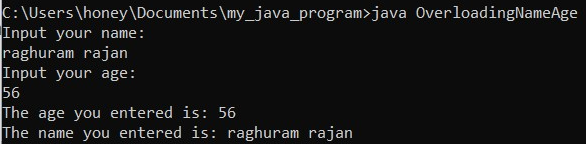 C:\Users\honey\Documents\my_java_program>java OverloadingNameAge
Input your name:
raghuram rajan
Input your age:
56
The age you entered is: 56
The name you entered is: raghuram rajan